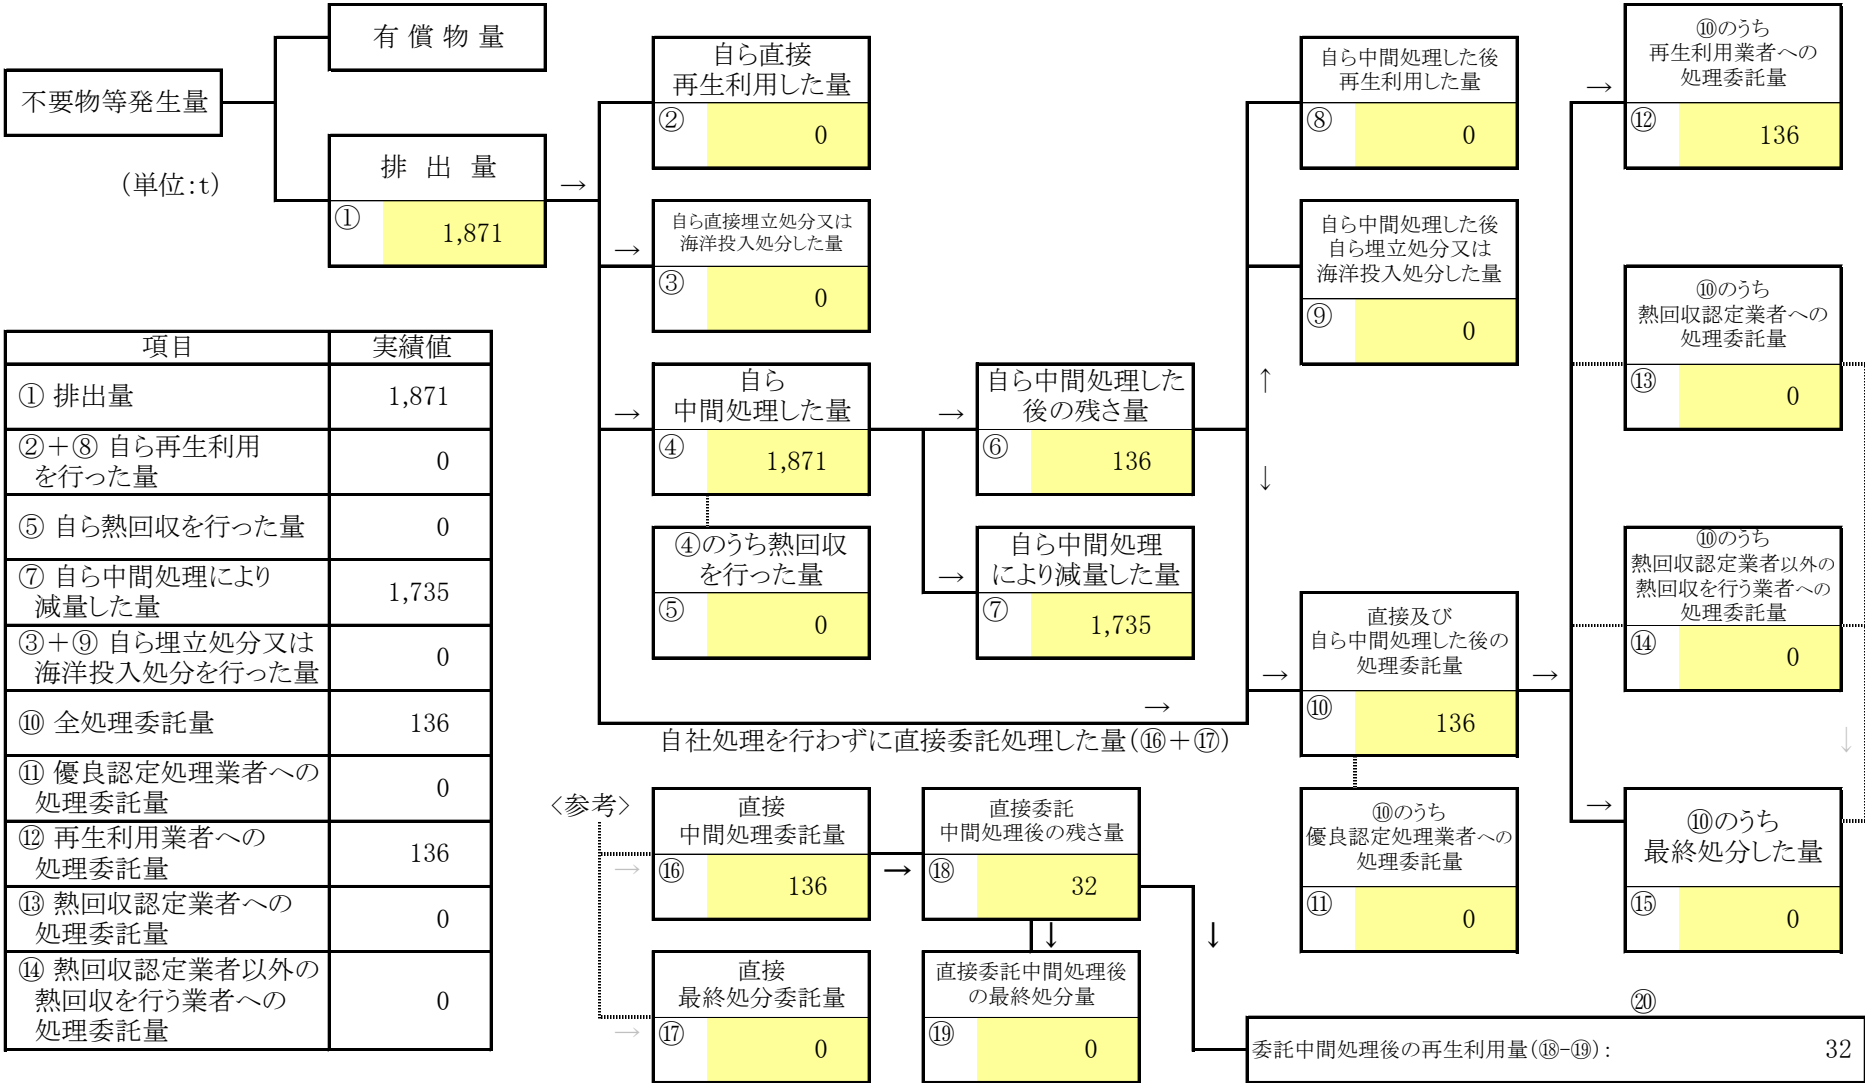 有償物量
不要物等発生量
(単位:t)
排出量
①
1,871
→
自ら直接
再生利用した量
②
0
→
自ら直接埋立処分又は
海洋投入処分した量
③
0
→
自ら
中間処理した量
④
1,871
④のうち熱回収
を行った量
⑤
0
→
自ら中間処理した
後の残さ量
⑥
136
→
自ら中間処理
により減量した量
⑦
1,735
↑
↓
自ら中間処理した後
再生利用した量
⑧
0
自ら中間処理した後
自ら埋立処分又は
海洋投入処分した量
⑨
0
→
自社処理を行わずに直接委託処理した量(⑯+⑰)
→
直接及び
自ら中間処理した後の
処理委託量
⑩
136
⑩のうち
優良認定処理業者への
処理委託量
⑪
0
→
→
⑩のうち
再生利用業者への
処理委託量
⑫
136
⑩のうち
熱回収認定業者への
処理委託量
⑬
0
⑩のうち
熱回収認定業者以外の
熱回収を行う業者への
処理委託量
⑭
0
↓
→
⑩のうち
最終処分した量
⑮
0
項目 実績値
① 排出量 1,871
②+⑧ 自ら再生利用
を行った量 0
⑤ 自ら熱回収を行った量 0
⑦ 自ら中間処理により
減量した量 1,735
③+⑨ 自ら埋立処分又は
海洋投入処分を行った量 0
⑩ 全処理委託量 136
⑪ 優良認定処理業者への
処理委託量 0
⑫ 再生利用業者への
処理委託量 136
⑬ 熱回収認定業者への
処理委託量 0
⑭ 熱回収認定業者以外の
熱回収を行う業者への
処理委託量 0
<参考>
→
直接
中間処理委託量
⑯
136
→
直接委託
中間処理後の残さ量
⑱
32
↓
↓
→
直接
最終処分委託量
⑰
0
直接委託中間処理後
の最終処分量
⑲
0
⑳
委託中間処理後の再生利用量(⑱-⑲): 32